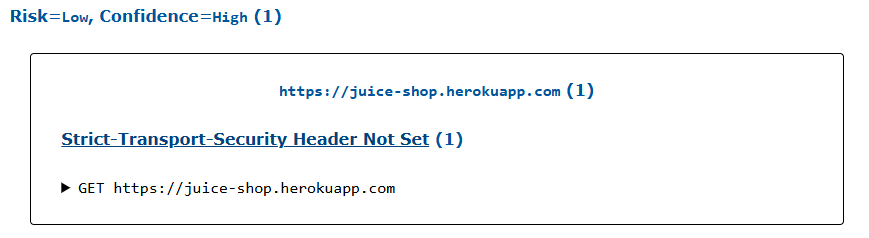 Risk=Low, Confidence=High (1)
https://juice-shop.herokuapp.com (1)
Strict-Transport-Security Header Not Set (1)
▶ GET https://juice-shop.herokuapp.com